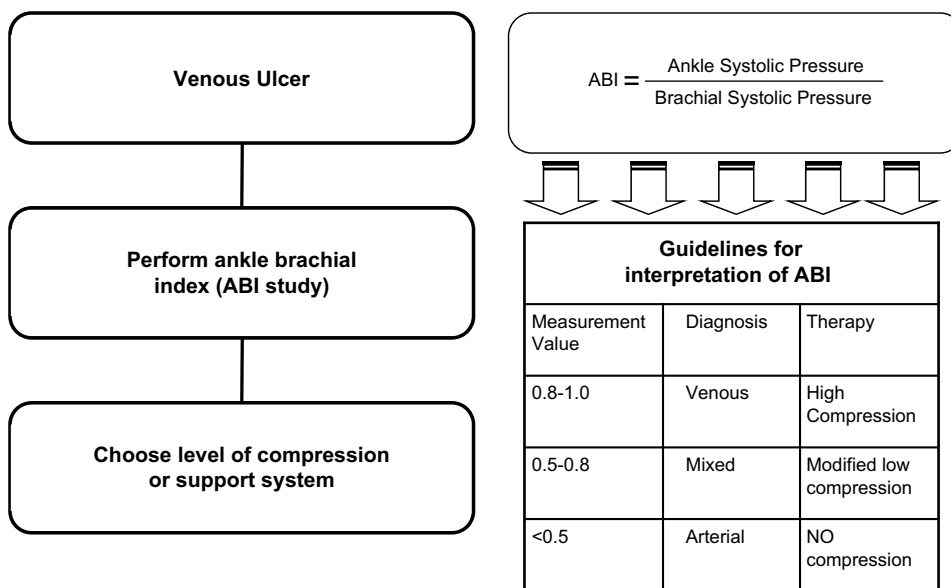 Venous Ulcer
Perform ankle brachial
index (ABI study)
Choose level of compression
or support system
ABI = Ankle Systolic Pressure
Brachial Systolic Pressure
Guidelines for
interpretation of ABI
Measurement Value Diagnosis Therapy
0.8-1.0 Venous High Compression
0.5-0.8 Mixed Modified low compression
<0.5 Arterial NO compression